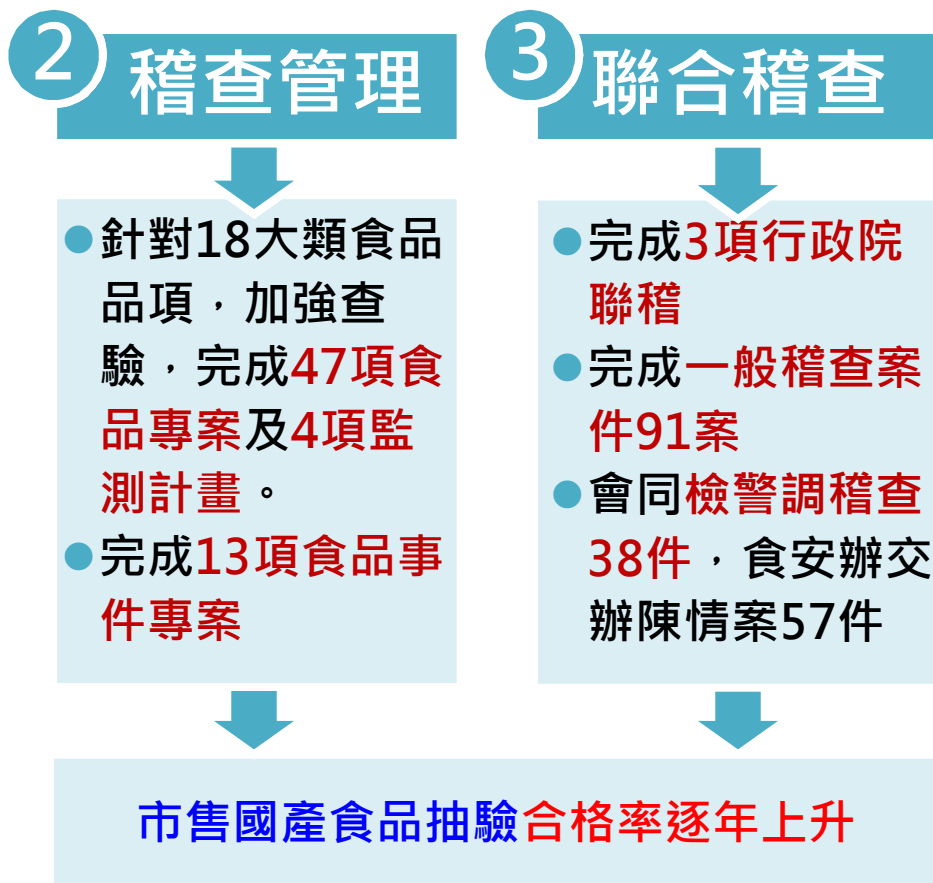 2
稽查管理
針對18大類食品
品項，加強查
驗，完成47項食
品專案及4項監
測計畫。
完成13項食品事
件專案
3
聯合稽查
完成3項行政院
聯稽
完成一般稽查案
件91案
會同檢警調稽查
38件，食安辦交
辦陳情案57件
市售國產食品抽驗合格率逐年上升